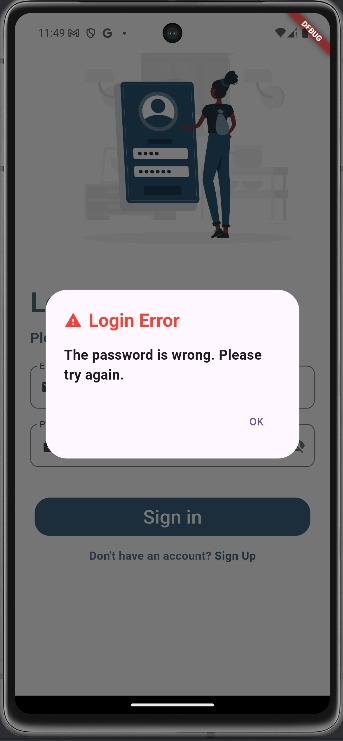 11:49
DEBUG
Login Error
The password is wrong. Please
try again.
OK
Sign in
Don't have an account? Sign Up